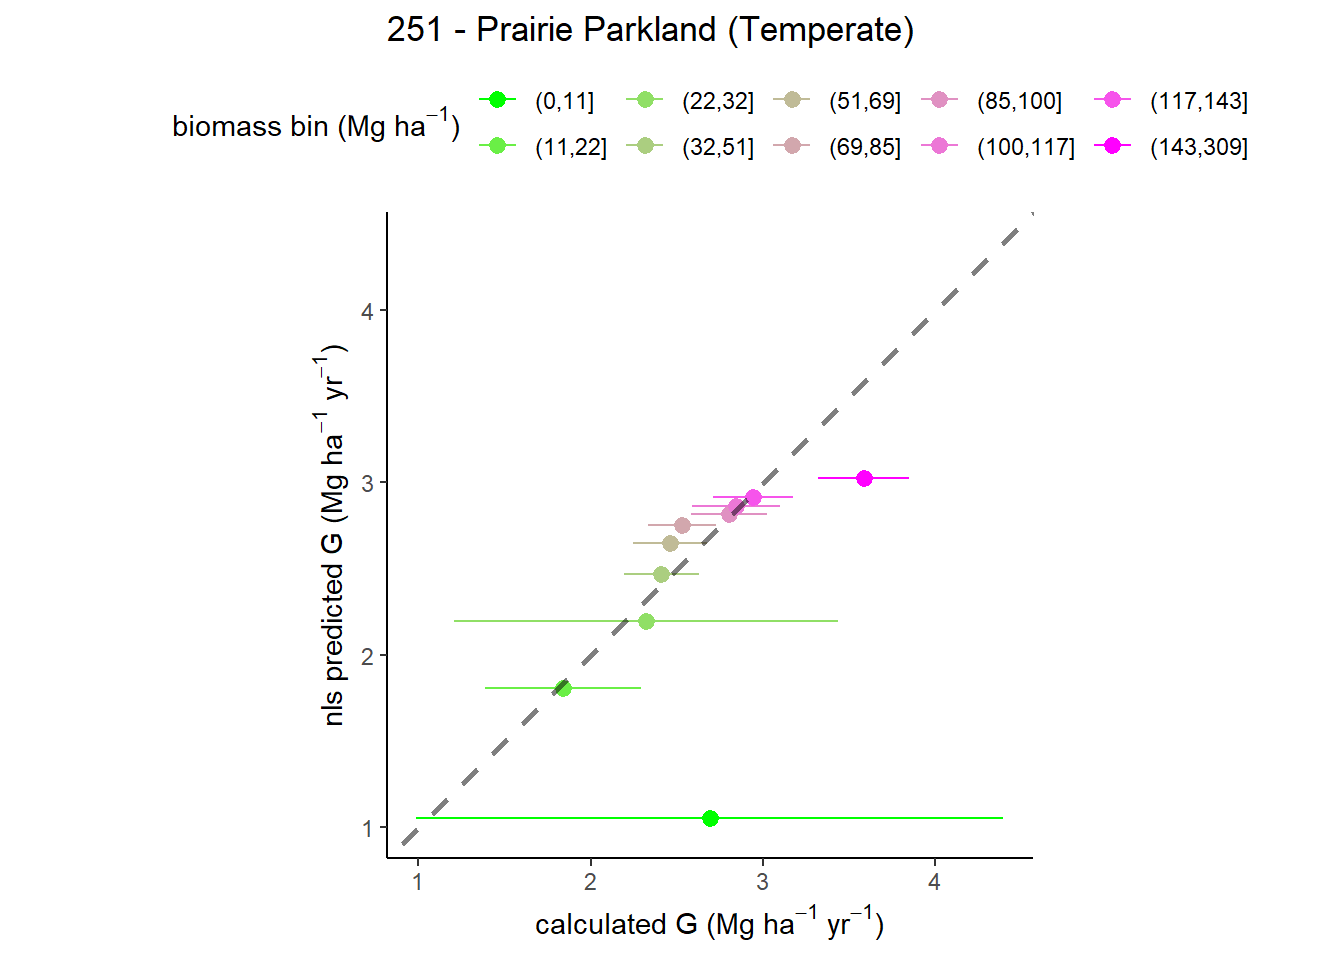 251 - Prairie Parkland (Temperate)
biomass bin (Mg ha⁻¹)
(0,11] (22,32] (51,69] (85,100] (117,143]
(11,22] (32,51] (69,85] (100,117] (143,309]
nls predicted G (Mg ha⁻¹ yr⁻¹)
4
3
2
1
1 2 3 4
calculated G (Mg ha⁻¹ yr⁻¹)